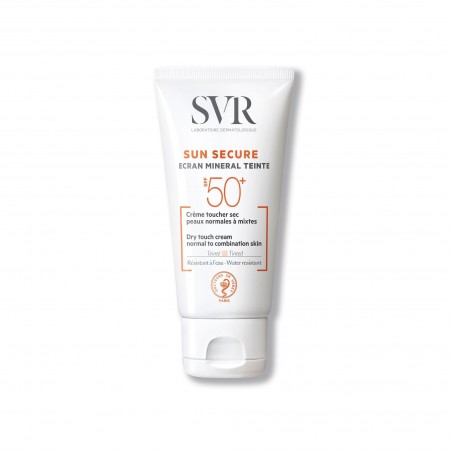 SVR
LABORATOIRE DERMATOLOGIQUE
SUN SECURE
ECRAN MINERAL TEINTE
SPF 50+
Crème toucher sec
peaux normales à mixtes
Dry touch cream
normal to combination skin
Teinté Tinted
Résistant à l'eau - Water resistant